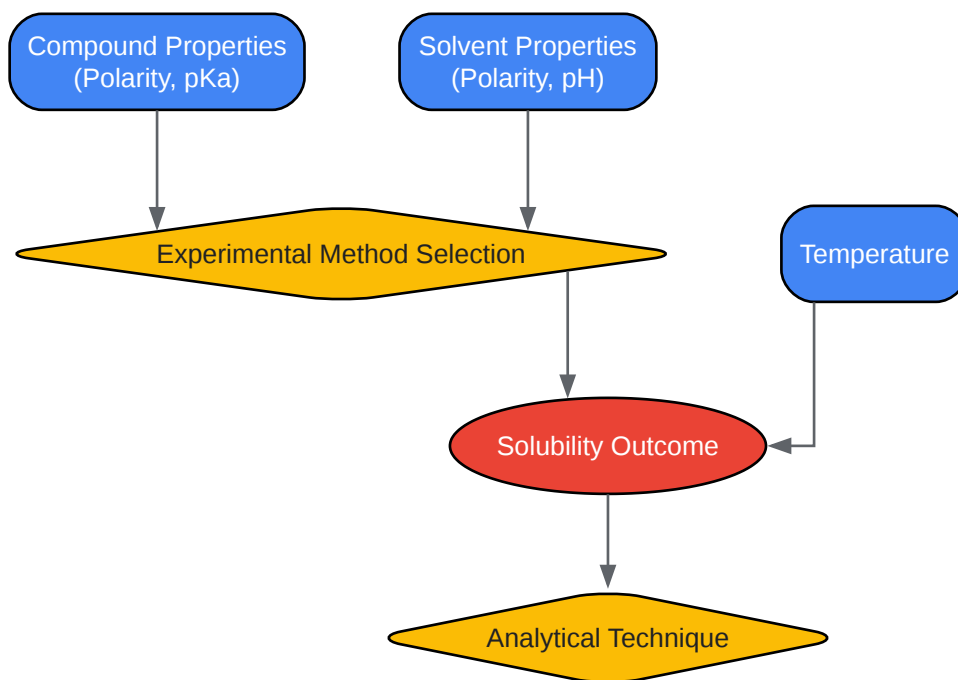 Compound Properties
(Polarity, pKa)
Solvent Properties
(Polarity, pH)
Experimental Method Selection
Temperature
Solubility Outcome
Analytical Technique